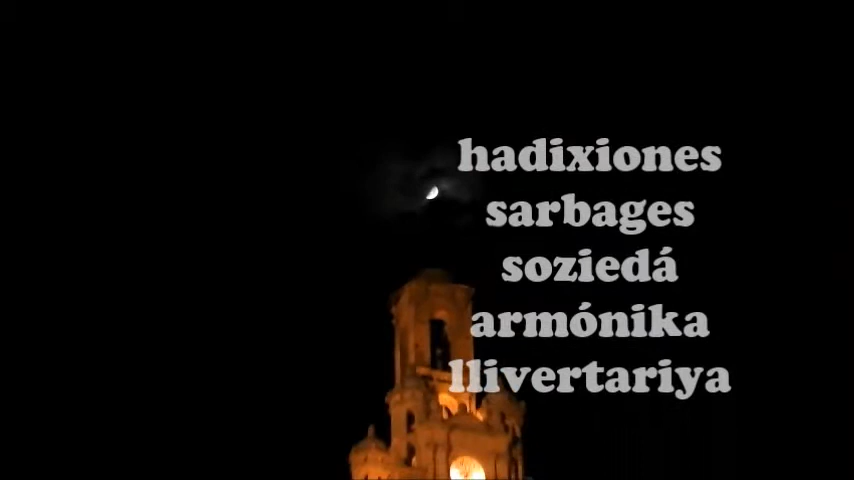 hadixiones
sarbages
soziedá
armónika
llivertariya